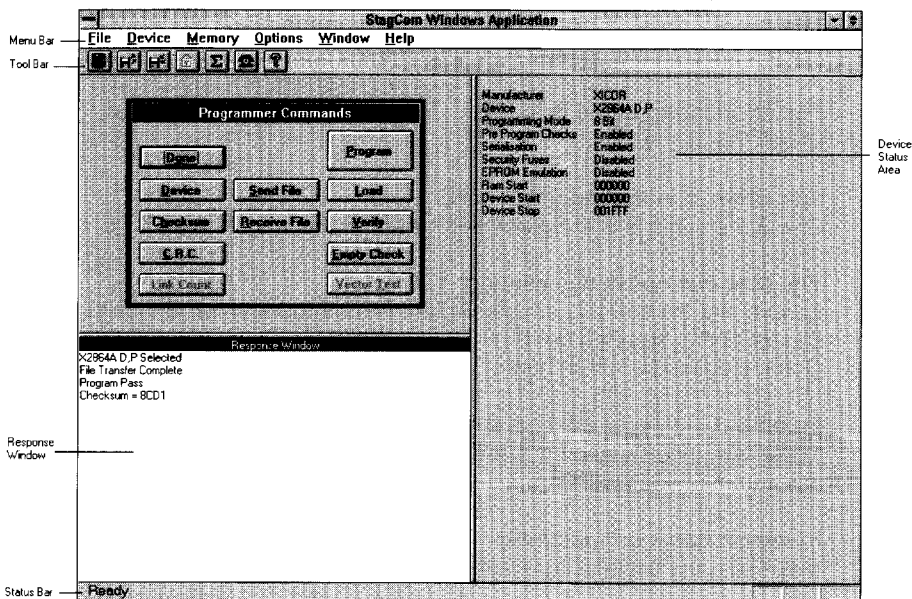 StagCom Windows Application
Menu Bar
File Device Memory Options Window Help
Tool Bar
Σ ?
Programmer Commands
Done Program
Device Send File Load
Checksum Receive File Verify
C.R.C. Empty Check
Link Count Vector Test
Manufacturer XICOR
Device X2864A D,P
Programming Mode 8 Bit
Pre Program Checks Enabled
Serialisation Enabled
Security Fuses Disabled
EPROM Emulation Disabled
Ram Start 000000
Device Start 000000
Device Stop 001FFF
Device
Status
Area
Response Window
X2864A D,P Selected
File Transfer Complete
Program Pass
Checksum = 8CD1
Response
Window
Status Bar
Ready